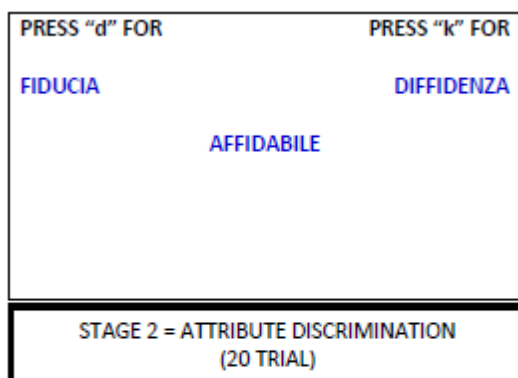 PRESS “d” FOR PRESS “k” FOR
FIDUCIA DIFFIDENZA
AFFIDABILE
STAGE 2 = ATTRIBUTE DISCRIMINATION
(20 TRIAL)